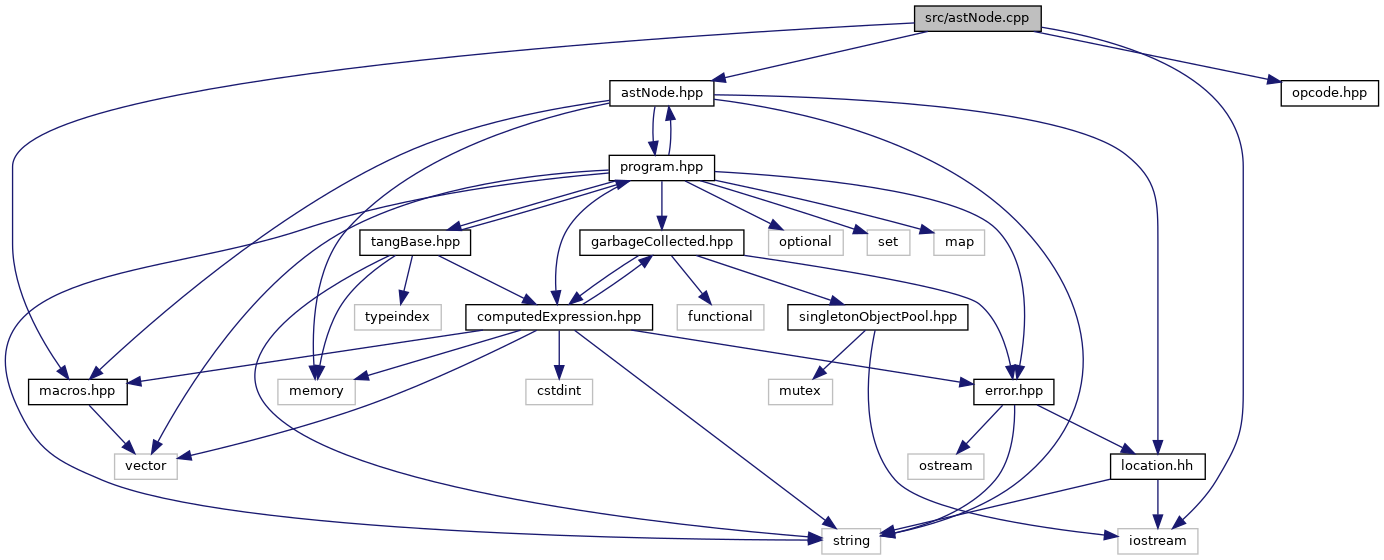 src/astNode.cpp
astNode.hpp
opcode.hpp
program.hpp
tangBase.hpp
garbageCollected.hpp
optional
set
map
typeindex
computedExpression.hpp
functional
singletonObjectPool.hpp
macros.hpp
memory
cstdint
mutex
error.hpp
vector
ostream
location.hh
string
iostream